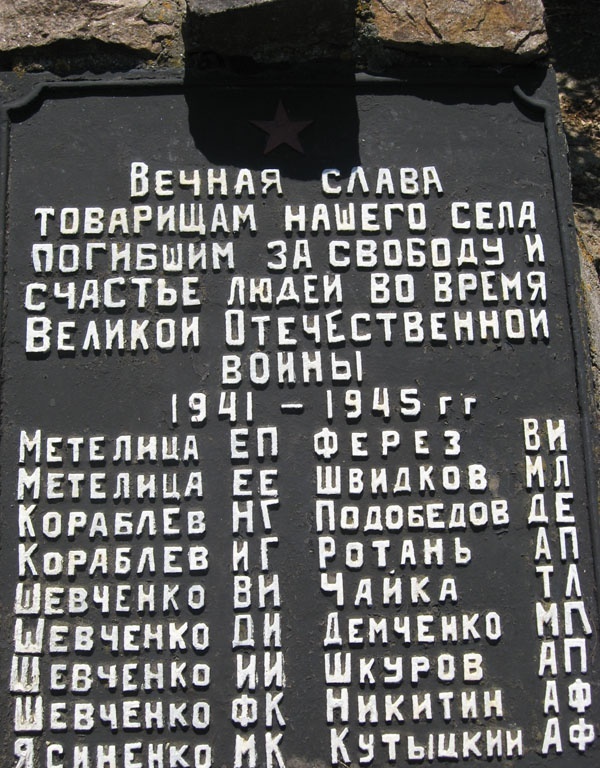 Вечная слава
товарищам нашего села
погибшим за свободу и
счастье людей во время
Великой Отечественной
войны
1941 – 1945 гг
Метелица ЕП Ферез ВИ
Метелица ЕЕ Швидков МЛ
Кораблев НГ Подобедов ДЕ
Кораблев ИГ Ротань АП
Шевченко ВИ Чайка ТЛ
Шевченко ДИ Демченко МП
Шевченко ИИ Шкуров АП
Шевченко ФК Никитин АФ
Ясиненко МК Кутыцкий АФ